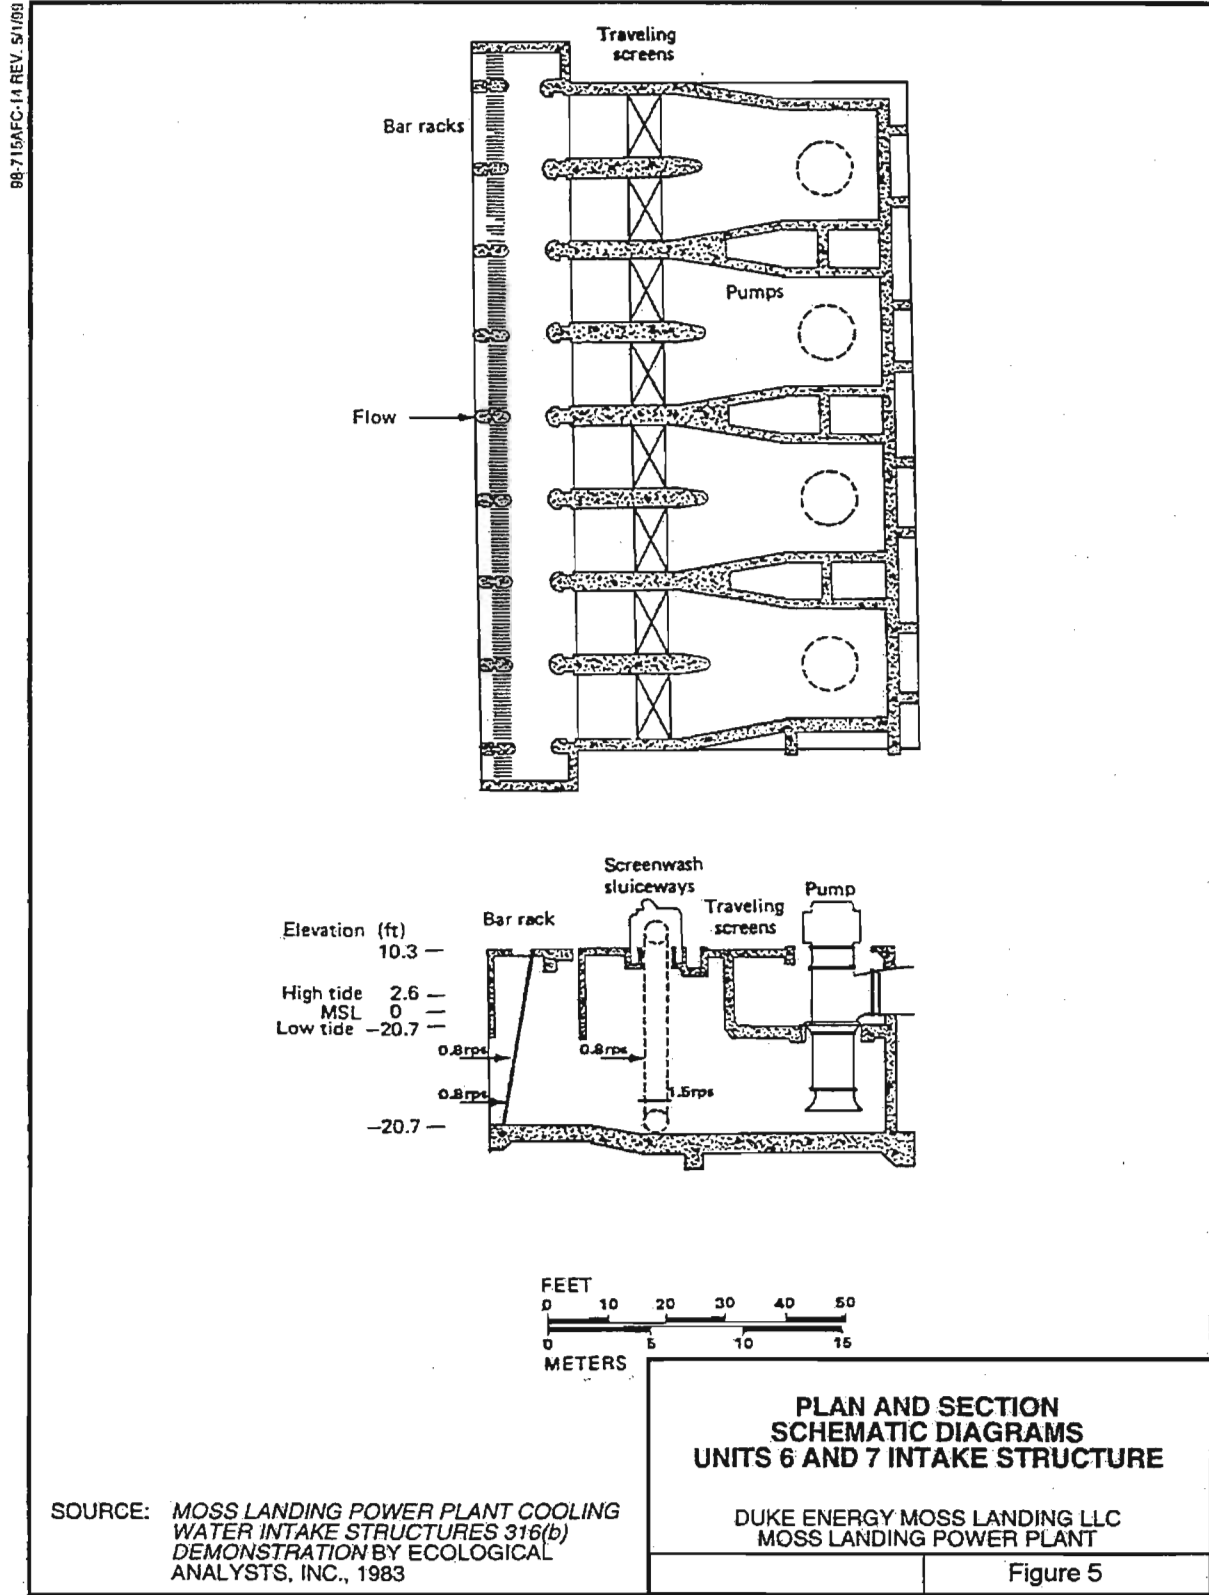 98-715AFC-14 REV. 5/1/99
Traveling
screens
Bar racks
Pumps
Flow
Screenwash
sluiceways
Pump
Traveling
screens
Bar rack
Elevation (ft)
10.3
High tide 2.6
MSL 0
Low tide -20.7
0.8rps
0.8rps
0.8rps
1.5rps
-20.7
FEET
0 10 20 30 40 50
0 5 10 15
METERS
PLAN AND SECTION
SCHEMATIC DIAGRAMS
UNITS 6 AND 7 INTAKE STRUCTURE
DUKE ENERGY MOSS LANDING LLC
MOSS LANDING POWER PLANT
Figure 5
SOURCE: MOSS LANDING POWER PLANT COOLING
WATER INTAKE STRUCTURES 316(b)
DEMONSTRATION BY ECOLOGICAL
ANALYSTS, INC., 1983